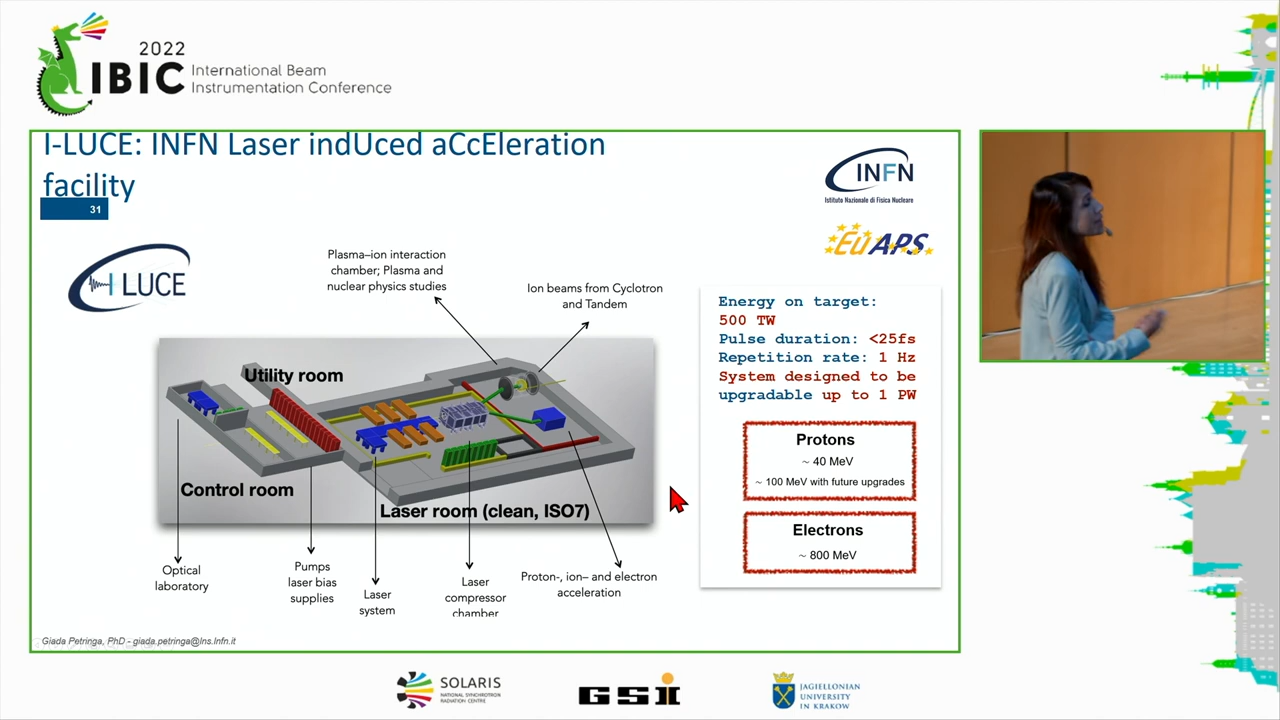 2022
IBIC
International Beam
Instrumentation Conference
I-LUCE: INFN Laser indUced aCcEleration
facility
31
INFN
Istituto Nazionale di Fisica Nucleare
EuAPS
I LUCE
Plasma–ion interaction
chamber; Plasma and
nuclear physics studies
Ion beams from Cyclotron
and Tandem
Utility room
Control room
Laser room (clean, ISO7)
Optical
laboratory
Pumps
laser bias
supplies
Laser
system
Laser
compressor
chamber
Proton-, ion– and electron
acceleration
Energy on target:
500 TW
Pulse duration: <25fs
Repetition rate: 1 Hz
System designed to be
upgradable up to 1 PW
Protons
~ 40 MeV
~ 100 MeV with future upgrades
Electrons
~ 800 MeV
Giada Petringa, PhD - giada.petringa@lns.infn.it
SOLARIS
NATIONAL SYNCHROTRON
RADIATION CENTRE
GSI
JAGIELLONIAN
UNIVERSITY
IN KRAKOW